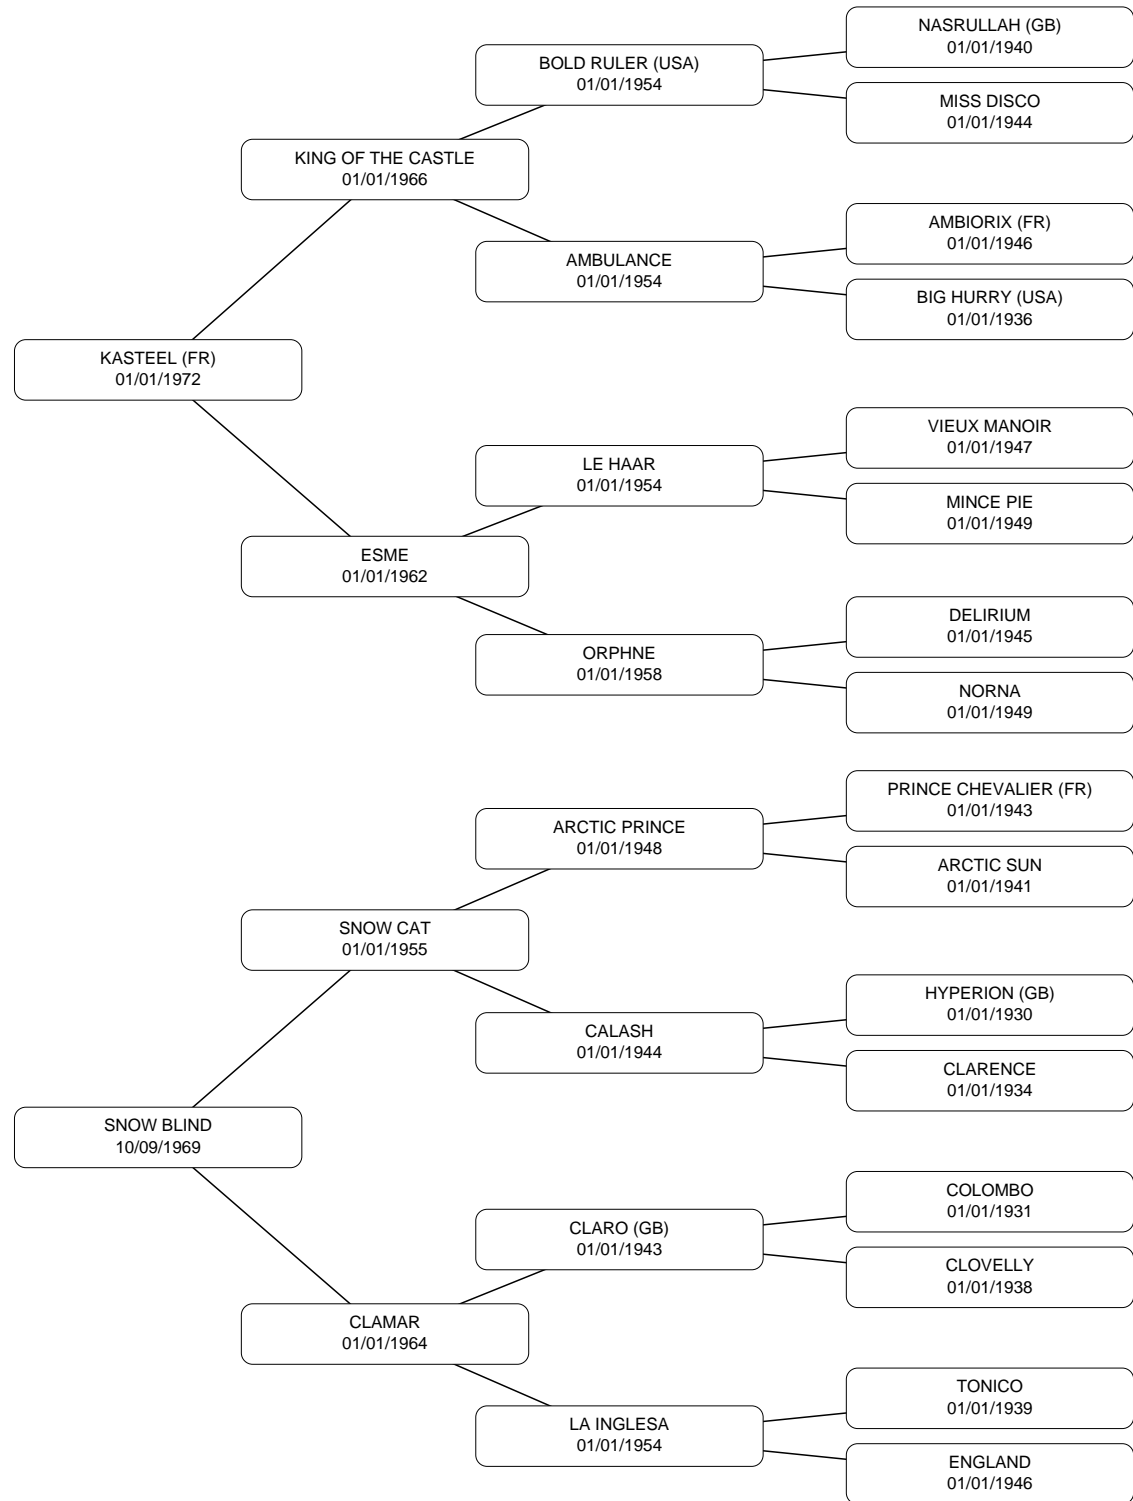 NASRULLAH (GB)
01/01/1940
BOLD RULER (USA)
01/01/1954
MISS DISCO
01/01/1944
KING OF THE CASTLE
01/01/1966
AMBIORIX (FR)
01/01/1946
AMBULANCE
01/01/1954
BIG HURRY (USA)
01/01/1936
KASTEEL (FR)
01/01/1972
VIEUX MANOIR
01/01/1947
LE HAAR
01/01/1954
MINCE PIE
01/01/1949
ESME
01/01/1962
DELIRIUM
01/01/1945
ORPHNE
01/01/1958
NORNA
01/01/1949
PRINCE CHEVALIER (FR)
01/01/1943
ARCTIC PRINCE
01/01/1948
ARCTIC SUN
01/01/1941
SNOW CAT
01/01/1955
HYPERION (GB)
01/01/1930
CALASH
01/01/1944
CLARENCE
01/01/1934
SNOW BLIND
10/09/1969
COLOMBO
01/01/1931
CLARO (GB)
01/01/1943
CLOVELLY
01/01/1938
CLAMAR
01/01/1964
TONICO
01/01/1939
LA INGLESA
01/01/1954
ENGLAND
01/01/1946